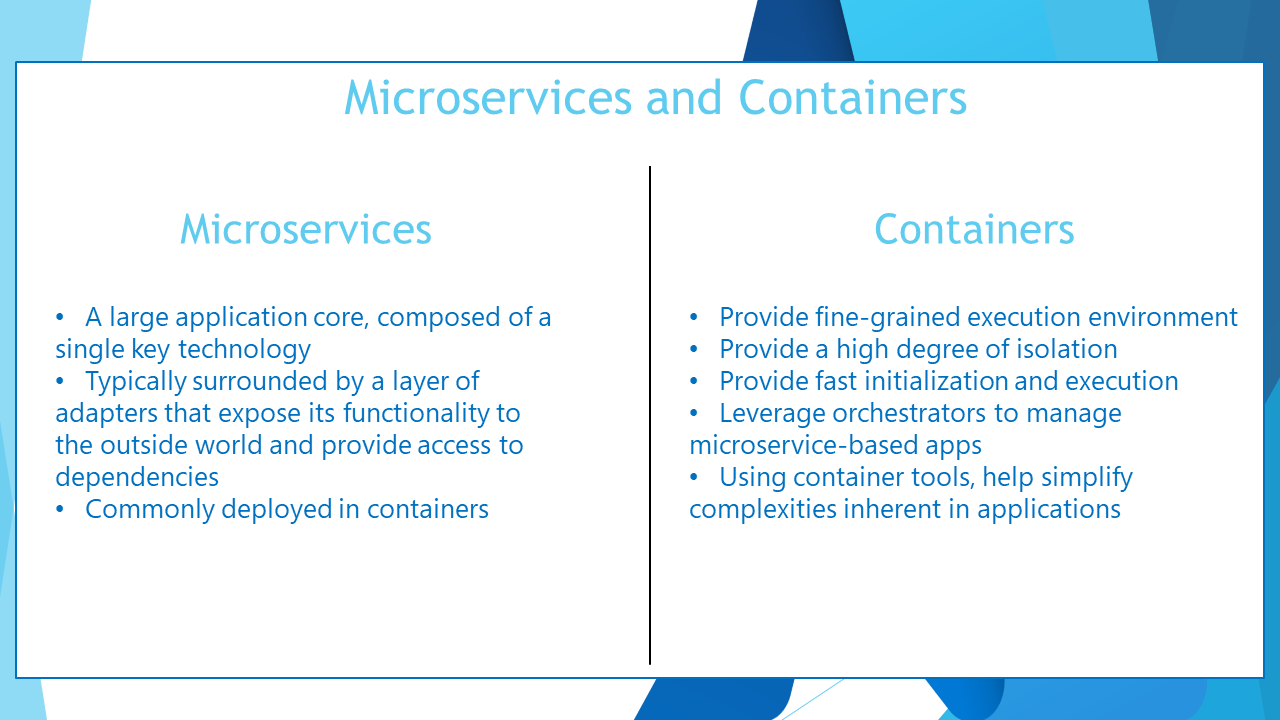 Microservices and Containers
Microservices
• A large application core, composed of a
single key technology
• Typically surrounded by a layer of
adapters that expose its functionality to
the outside world and provide access to
dependencies
• Commonly deployed in containers
Containers
• Provide fine-grained execution environment
• Provide a high degree of isolation
• Provide fast initialization and execution
• Leverage orchestrators to manage
microservice-based apps
• Using container tools, help simplify
complexities inherent in applications